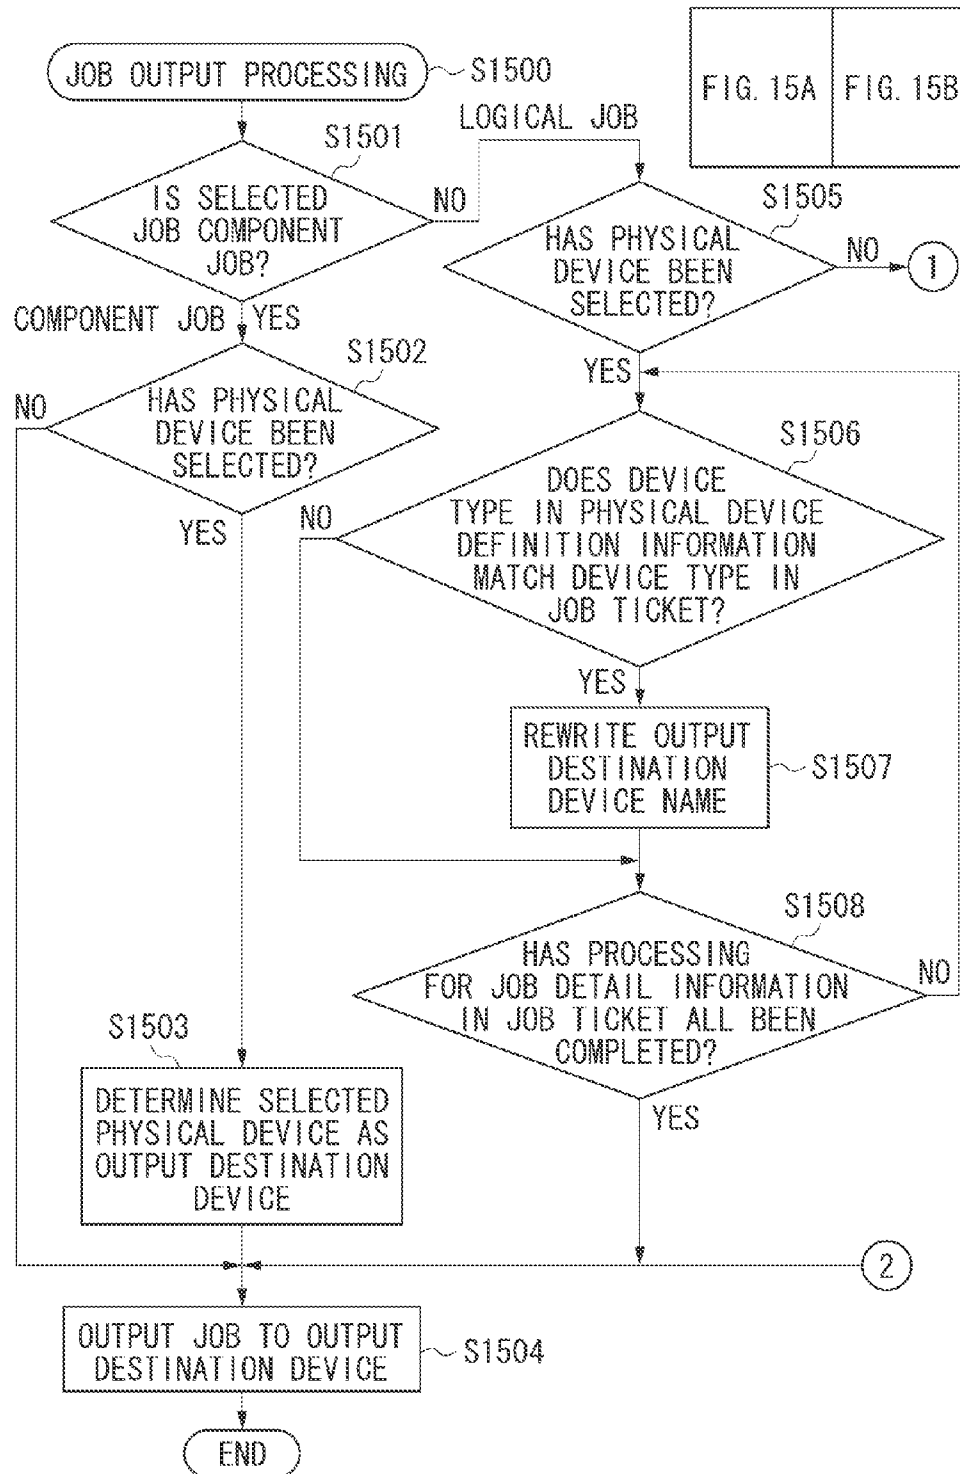 JOB OUTPUT PROCESSING
S1500
FIG. 15A
FIG. 15B
LOGICAL JOB
S1501
IS SELECTED
JOB COMPONENT
JOB?
NO
COMPONENT JOB
YES
S1505
HAS PHYSICAL
DEVICE BEEN
SELECTED?
NO
1
YES
S1502
HAS PHYSICAL
DEVICE BEEN
SELECTED?
NO
YES
S1506
DOES DEVICE
TYPE IN PHYSICAL DEVICE
DEFINITION INFORMATION
MATCH DEVICE TYPE IN
JOB TICKET?
NO
YES
REWRITE OUTPUT
DESTINATION
DEVICE NAME
S1507
S1508
HAS PROCESSING
FOR JOB DETAIL INFORMATION
IN JOB TICKET ALL BEEN
COMPLETED?
NO
YES
S1503
DETERMINE SELECTED
PHYSICAL DEVICE AS
OUTPUT DESTINATION
DEVICE
2
OUTPUT JOB TO OUTPUT
DESTINATION DEVICE
S1504
END